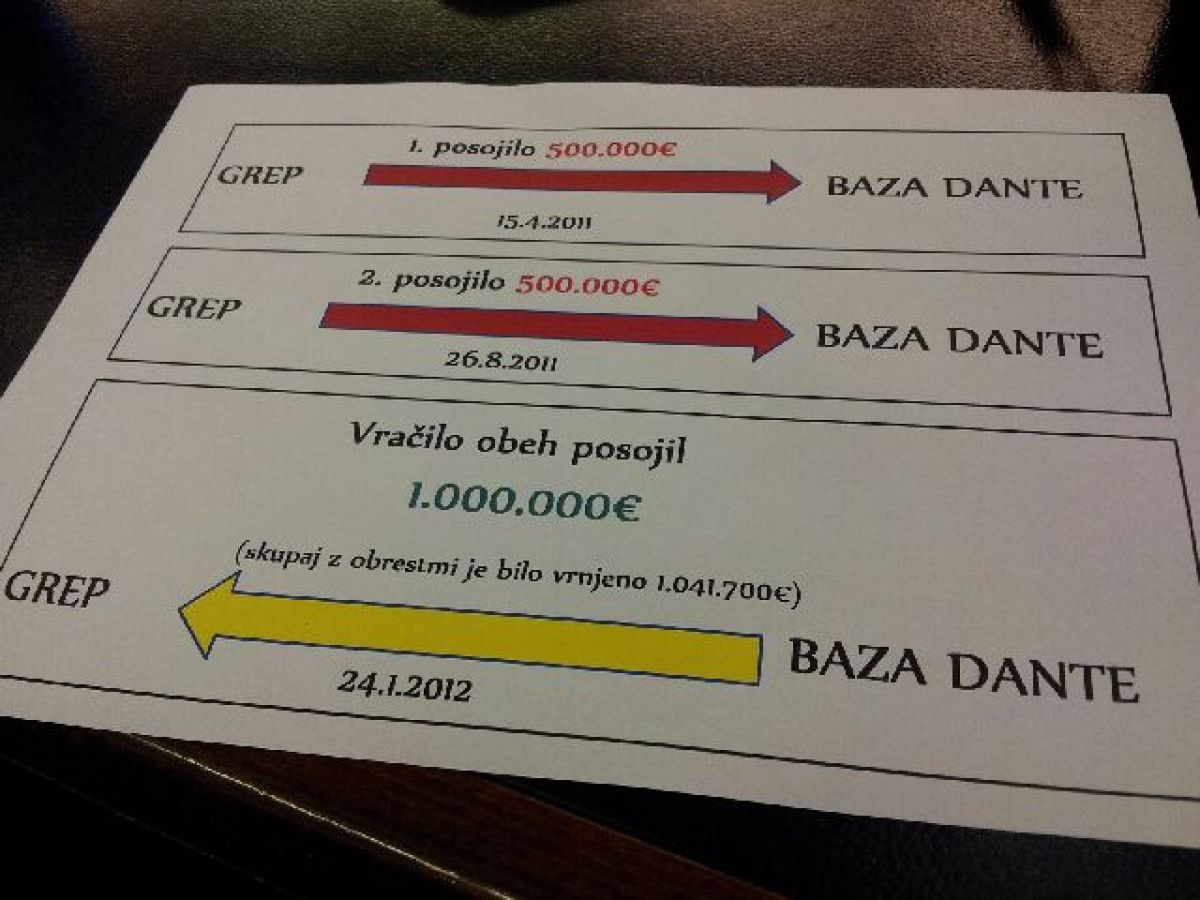 1. posojilo 500.000€
GREP BAZA DANTE
15.4.2011
2. posojilo 500.000€
GREP BAZA DANTE
26.8.2011
Vračilo obeh posojil
1.000.000€
(skupaj z obrestmi je bilo vrnjeno 1.041.700€)
GREP BAZA DANTE
24.1.2012